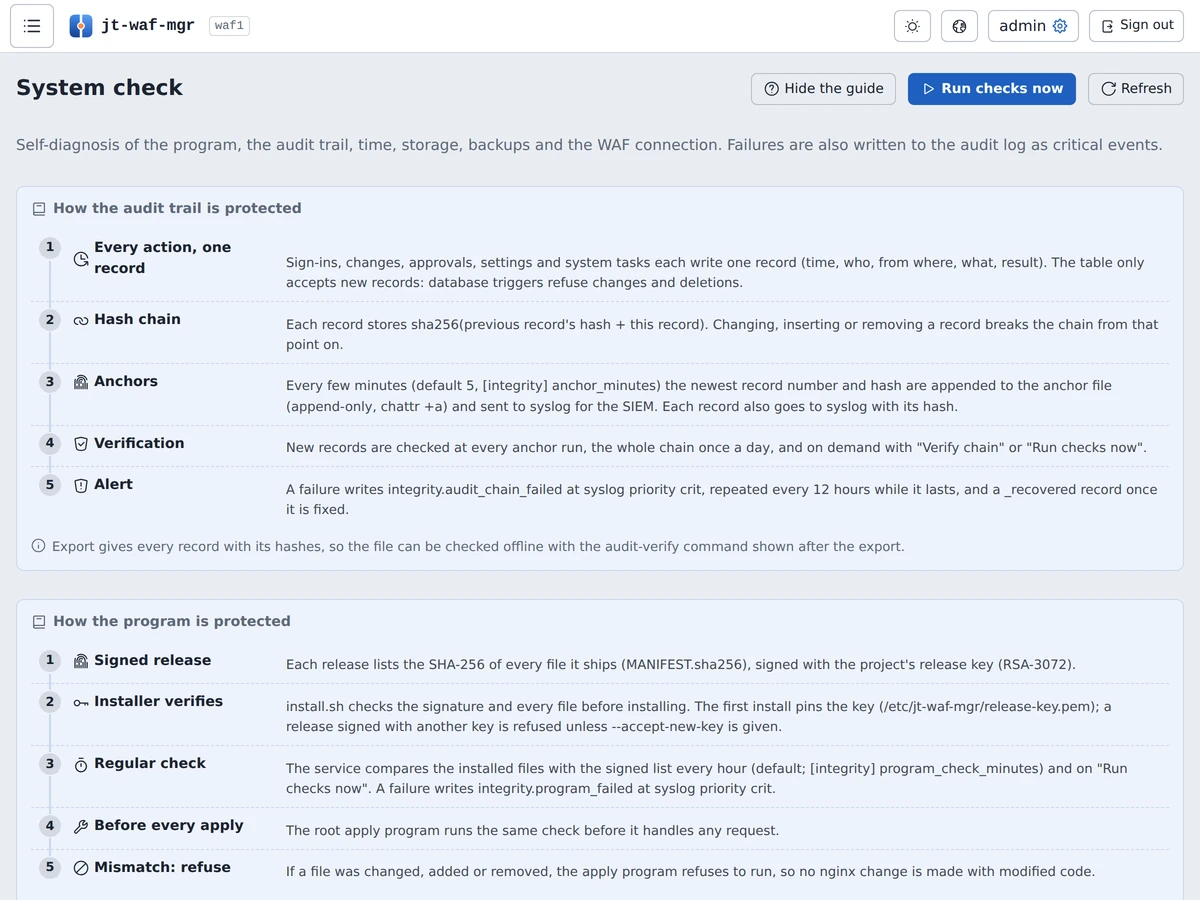 jt-waf-mgr
waf1
admin
Sign out
System check
Hide the guide
Run checks now
Refresh
Self-diagnosis of the program, the audit trail, time, storage, backups and the WAF connection. Failures are also written to the audit log as critical events.
How the audit trail is protected
1
Every action, one
record
Sign-ins, changes, approvals, settings and system tasks each write one record (time, who, from where, what, result). The table only
accepts new records: database triggers refuse changes and deletions.
2
Hash chain
Each record stores sha256(previous record's hash + this record). Changing, inserting or removing a record breaks the chain from that
point on.
3
Anchors
Every few minutes (default 5, [integrity] anchor_minutes) the newest record number and hash are appended to the anchor file
(append-only, chattr +a) and sent to syslog for the SIEM. Each record also goes to syslog with its hash.
4
Verification
New records are checked at every anchor run, the whole chain once a day, and on demand with "Verify chain" or "Run checks now".
5
Alert
A failure writes integrity.audit_chain_failed at syslog priority crit, repeated every 12 hours while it lasts, and a _recovered record once
it is fixed.
Export gives every record with its hashes, so the file can be checked offline with the audit-verify command shown after the export.
How the program is protected
1
Signed release
Each release lists the SHA-256 of every file it ships (MANIFEST.sha256), signed with the project's release key (RSA-3072).
2
Installer verifies
install.sh checks the signature and every file before installing. The first install pins the key (/etc/jt-waf-mgr/release-key.pem); a
release signed with another key is refused unless --accept-new-key is given.
3
Regular check
The service compares the installed files with the signed list every hour (default; [integrity] program_check_minutes) and on "Run
checks now". A failure writes integrity.program_failed at syslog priority crit.
4
Before every apply
The root apply program runs the same check before it handles any request.
5
Mismatch: refuse
If a file was changed, added or removed, the apply program refuses to run, so no nginx change is made with modified code.